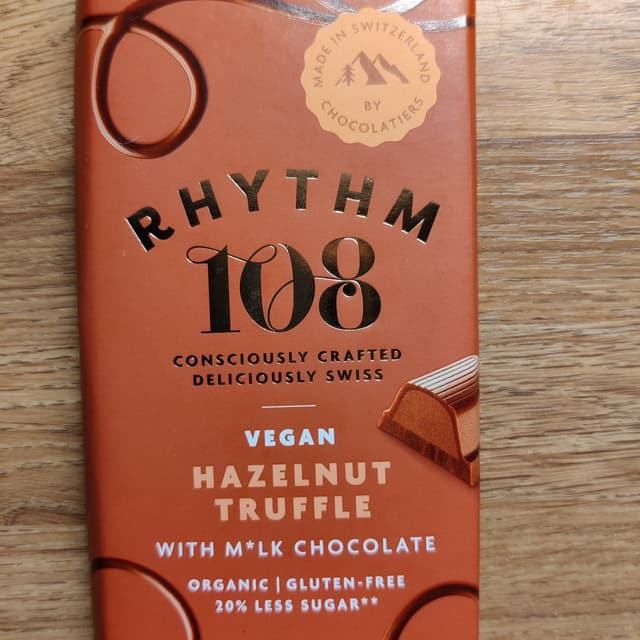 MADE IN SWITZERLAND
BY
CHOCOLATIERS
RHYTHM
108
CONSCIOUSLY CRAFTED
DELICIOUSLY SWISS
VEGAN
HAZELNUT
TRUFFLE
WITH M*LK CHOCOLATE
ORGANIC | GLUTEN-FREE
20% LESS SUGAR**